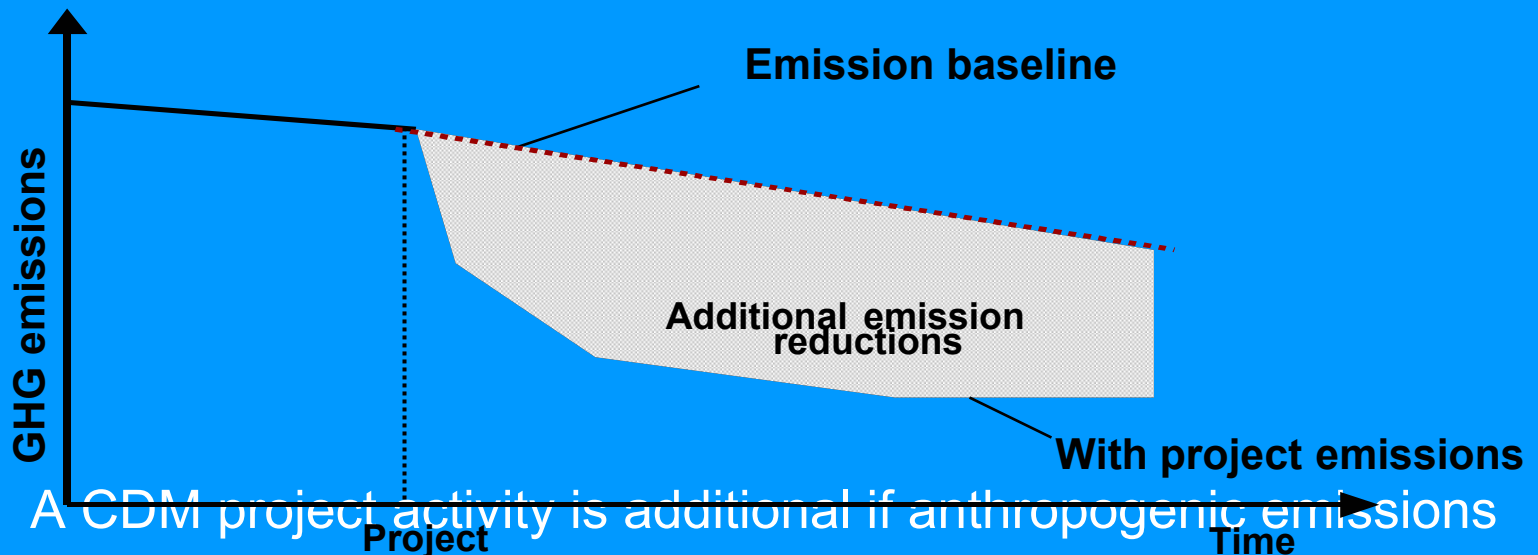 Emission baseline
GHG emissions
Additional emission
reductions
With project emissions
A CDM project activity is additional if anthropogenic emissions
Project
Time